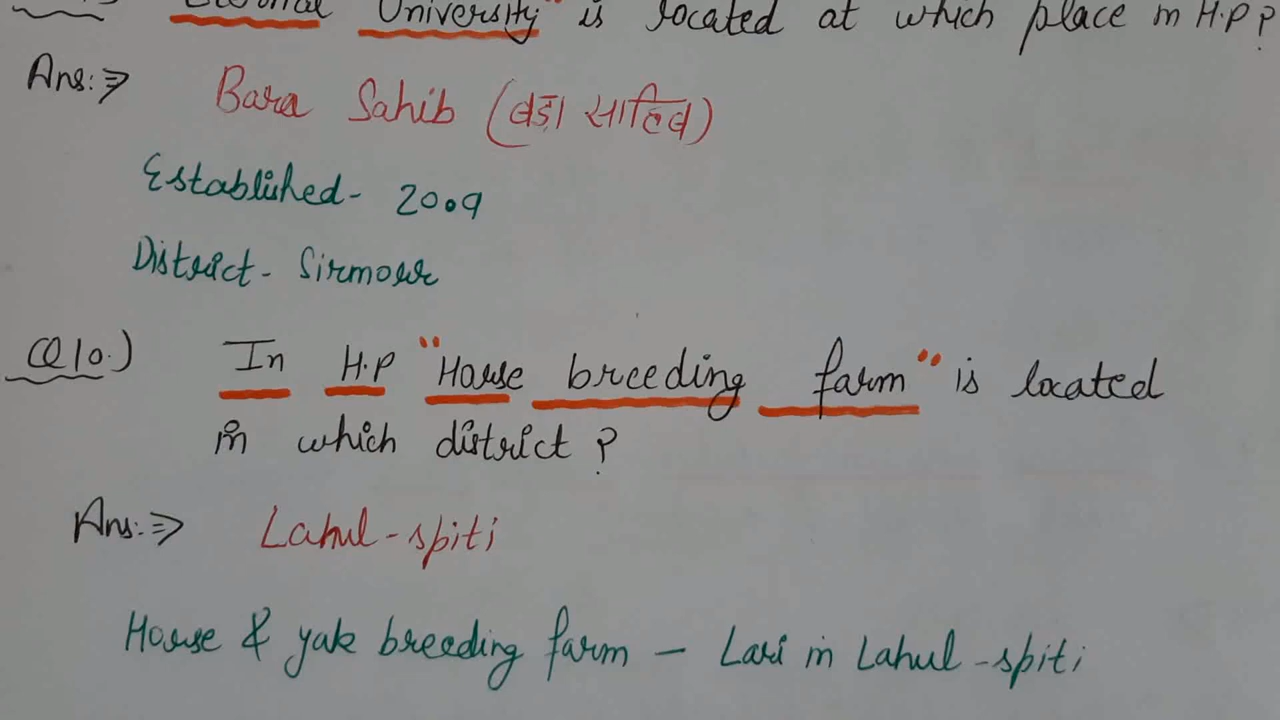 University" is located at which place in H.P?
Ans:⇒ Bara Sahib (बड़ा साहिब)
Established- 2009
District- Sirmour
Q10.) In H.P "Horse breeding farm" is located
in which district?
Ans:⇒ Lahul-spiti
Horse & yak breeding farm — Lari in Lahul-spiti